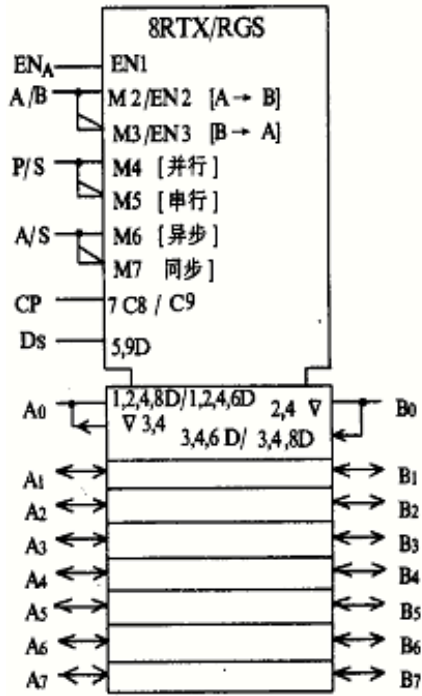 8RTX/RGS
ENA EN1
A/B M2/EN2 [A → B]
M3/EN3 [B → A]
P/S M4 [并行]
M5 [串行]
A/S M6 [异步]
M7 同步]
CP 7 C8 / C9
Ds 5,9D
A0 1,2,4,8D/1,2,4,6D 2,4 ∇ B0
∇ 3,4
3,4,6 D/ 3,4,8D
A1 B1
A2 B2
A3 B3
A4 B4
A5 B5
A6 B6
A7 B7